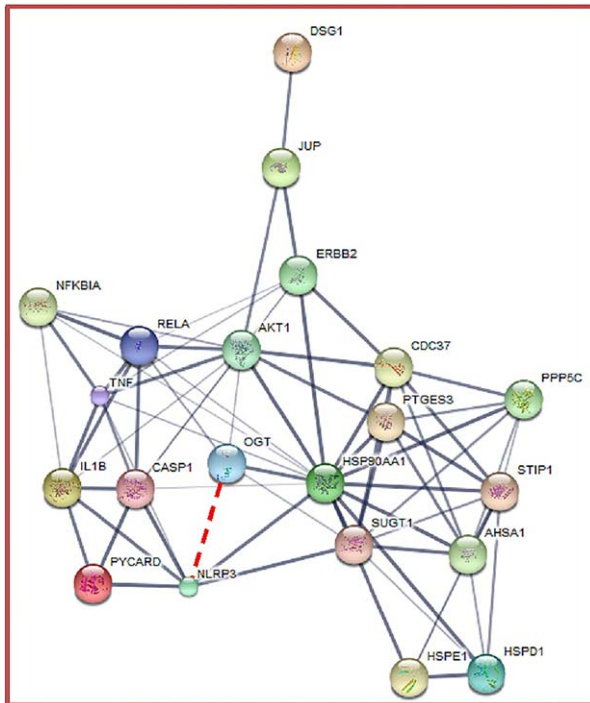 DSG1
JUP
ERBB2
NFKBIA
RELA
AKT1
CDC37
TNF
PTGES3
PPP5C
IL1B
CASP1
OGT
HSP90AA1
STIP1
SUGT1
AHSA1
PYCARD
NLRP3
HSPE1
HSPD1